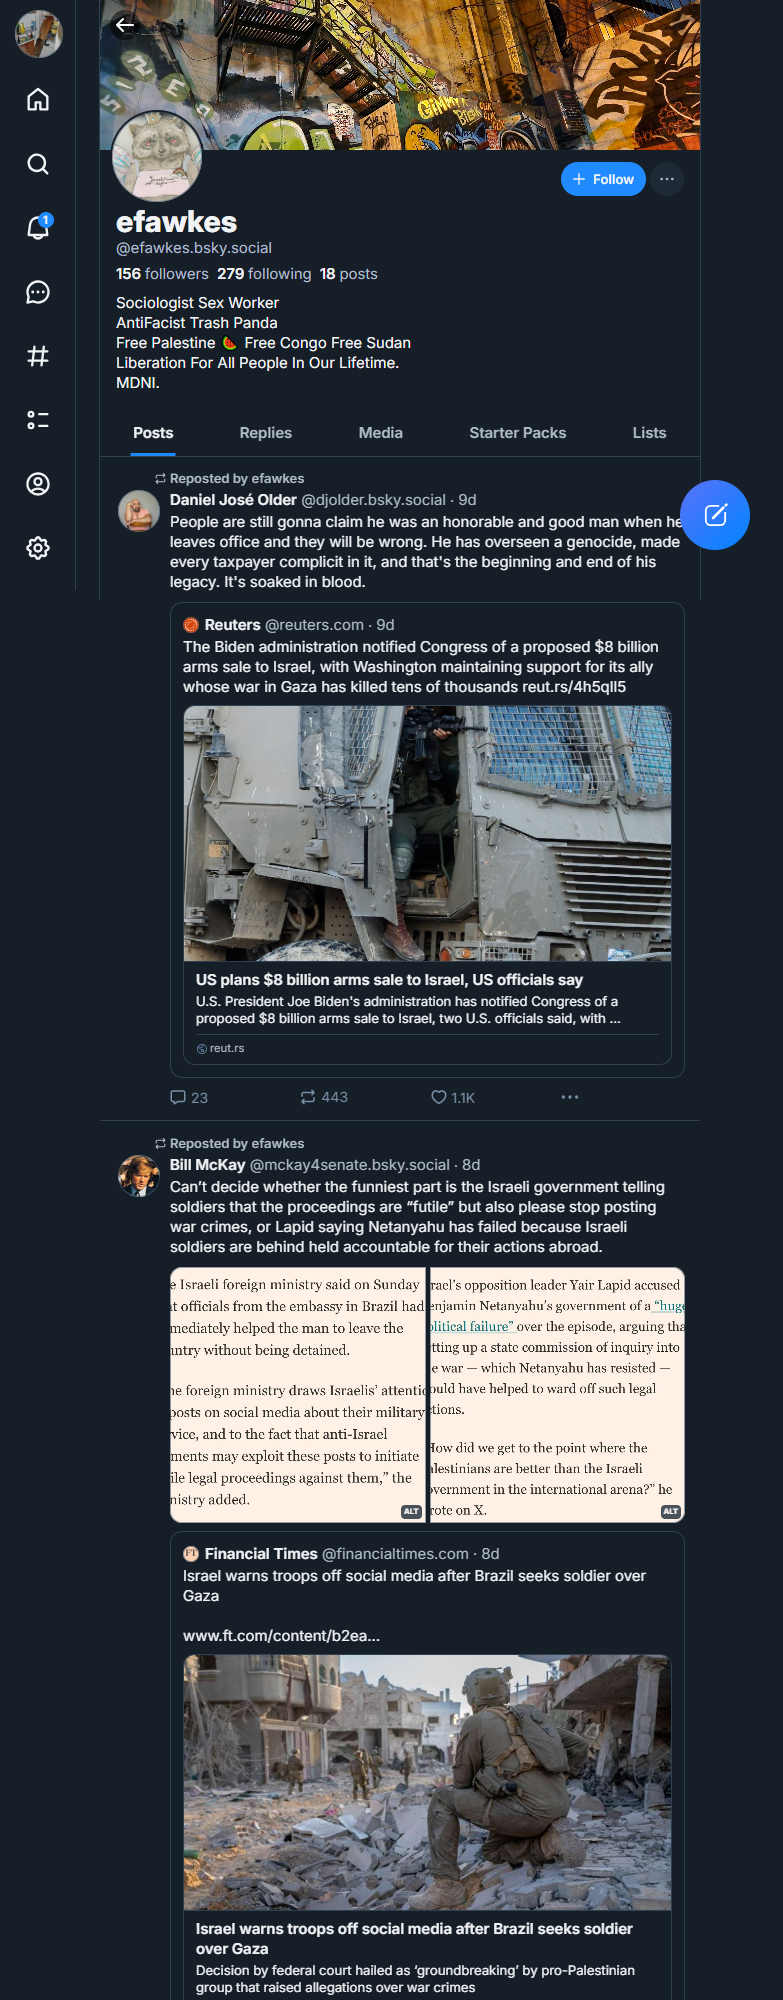 1
GIMMY
+ Follow
efawkes
@efawkes.bsky.social
156 followers 279 following 18 posts
Sociologist Sex Worker
AntiFacist Trash Panda
Free Palestine 🍉 Free Congo Free Sudan
Liberation For All People In Our Lifetime.
MDNI.
Posts Replies Media Starter Packs Lists
Reposted by efawkes
Daniel José Older @djolder.bsky.social · 9d
People are still gonna claim he was an honorable and good man when he
leaves office and they will be wrong. He has overseen a genocide, made
every taxpayer complicit in it, and that's the beginning and end of his
legacy. It's soaked in blood.
Reuters @reuters.com · 9d
The Biden administration notified Congress of a proposed $8 billion
arms sale to Israel, with Washington maintaining support for its ally
whose war in Gaza has killed tens of thousands reut.rs/4h5qlI5
US plans $8 billion arms sale to Israel, US officials say
U.S. President Joe Biden's administration has notified Congress of a
proposed $8 billion arms sale to Israel, two U.S. officials said, with ...
reut.rs
23 443 1.1K
Reposted by efawkes
Bill McKay @mckay4senate.bsky.social · 8d
Can't decide whether the funniest part is the Israeli government telling
soldiers that the proceedings are "futile" but also please stop posting
war crimes, or Lapid saying Netanyahu has failed because Israeli
soldiers are behind held accountable for their actions abroad.
e Israeli foreign ministry said on Sunday
at officials from the embassy in Brazil had
mediately helped the man to leave the
untry without being detained.
he foreign ministry draws Israelis' attentic
posts on social media about their military
rvice, and to the fact that anti-Israel
ments may exploit these posts to initiate
ile legal proceedings against them," the
nistry added.
ALT
rael's opposition leader Yair Lapid accused
enjamin Netanyahu's government of a "huge
olitical failure" over the episode, arguing tha
etting up a state commission of inquiry into
e war — which Netanyahu has resisted —
ould have helped to ward off such legal
ctions.
How did we get to the point where the
alestinians are better than the Israeli
overnment in the international arena?" he
rote on X.
ALT
FT Financial Times @financialtimes.com · 8d
Israel warns troops off social media after Brazil seeks soldier over
Gaza
www.ft.com/content/b2ea...
Israel warns troops off social media after Brazil seeks soldier
over Gaza
Decision by federal court hailed as 'groundbreaking' by pro-Palestinian
group that raised allegations over war crimes